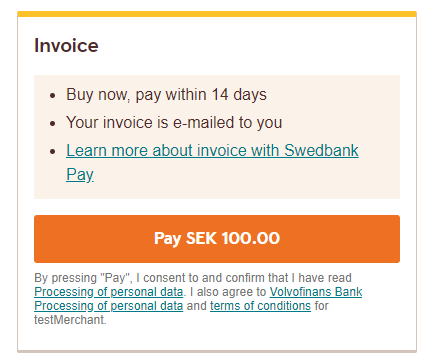 Invoice
Buy now, pay within 14 days
Your invoice is e-mailed to you
Learn more about invoice with Swedbank
Pay
Pay SEK 100.00
By pressing "Pay", I consent to and confirm that I have read
Processing of personal data. I also agree to Volvofinans Bank
Processing of personal data and terms of conditions for
testMerchant.